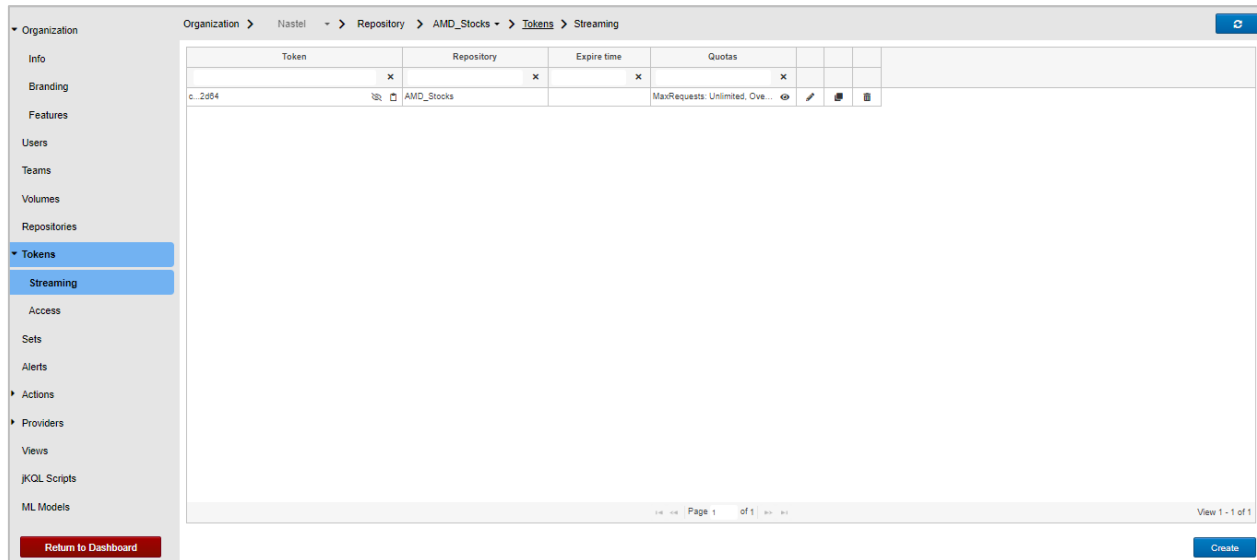 Organization
Info
Branding
Features
Users
Teams
Volumes
Repositories
Tokens
Streaming
Access
Sets
Alerts
Actions
Providers
Views
jKQL Scripts
ML Models
Return to Dashboard
Organization > Nastel > Repository > AMD_Stocks > Tokens > Streaming
Token Repository Expire time Quotas
x x x x
c...2d64 AMD_Stocks MaxRequests: Unlimited, Ove...
Page 1 of 1 View 1 - 1 of 1
Create